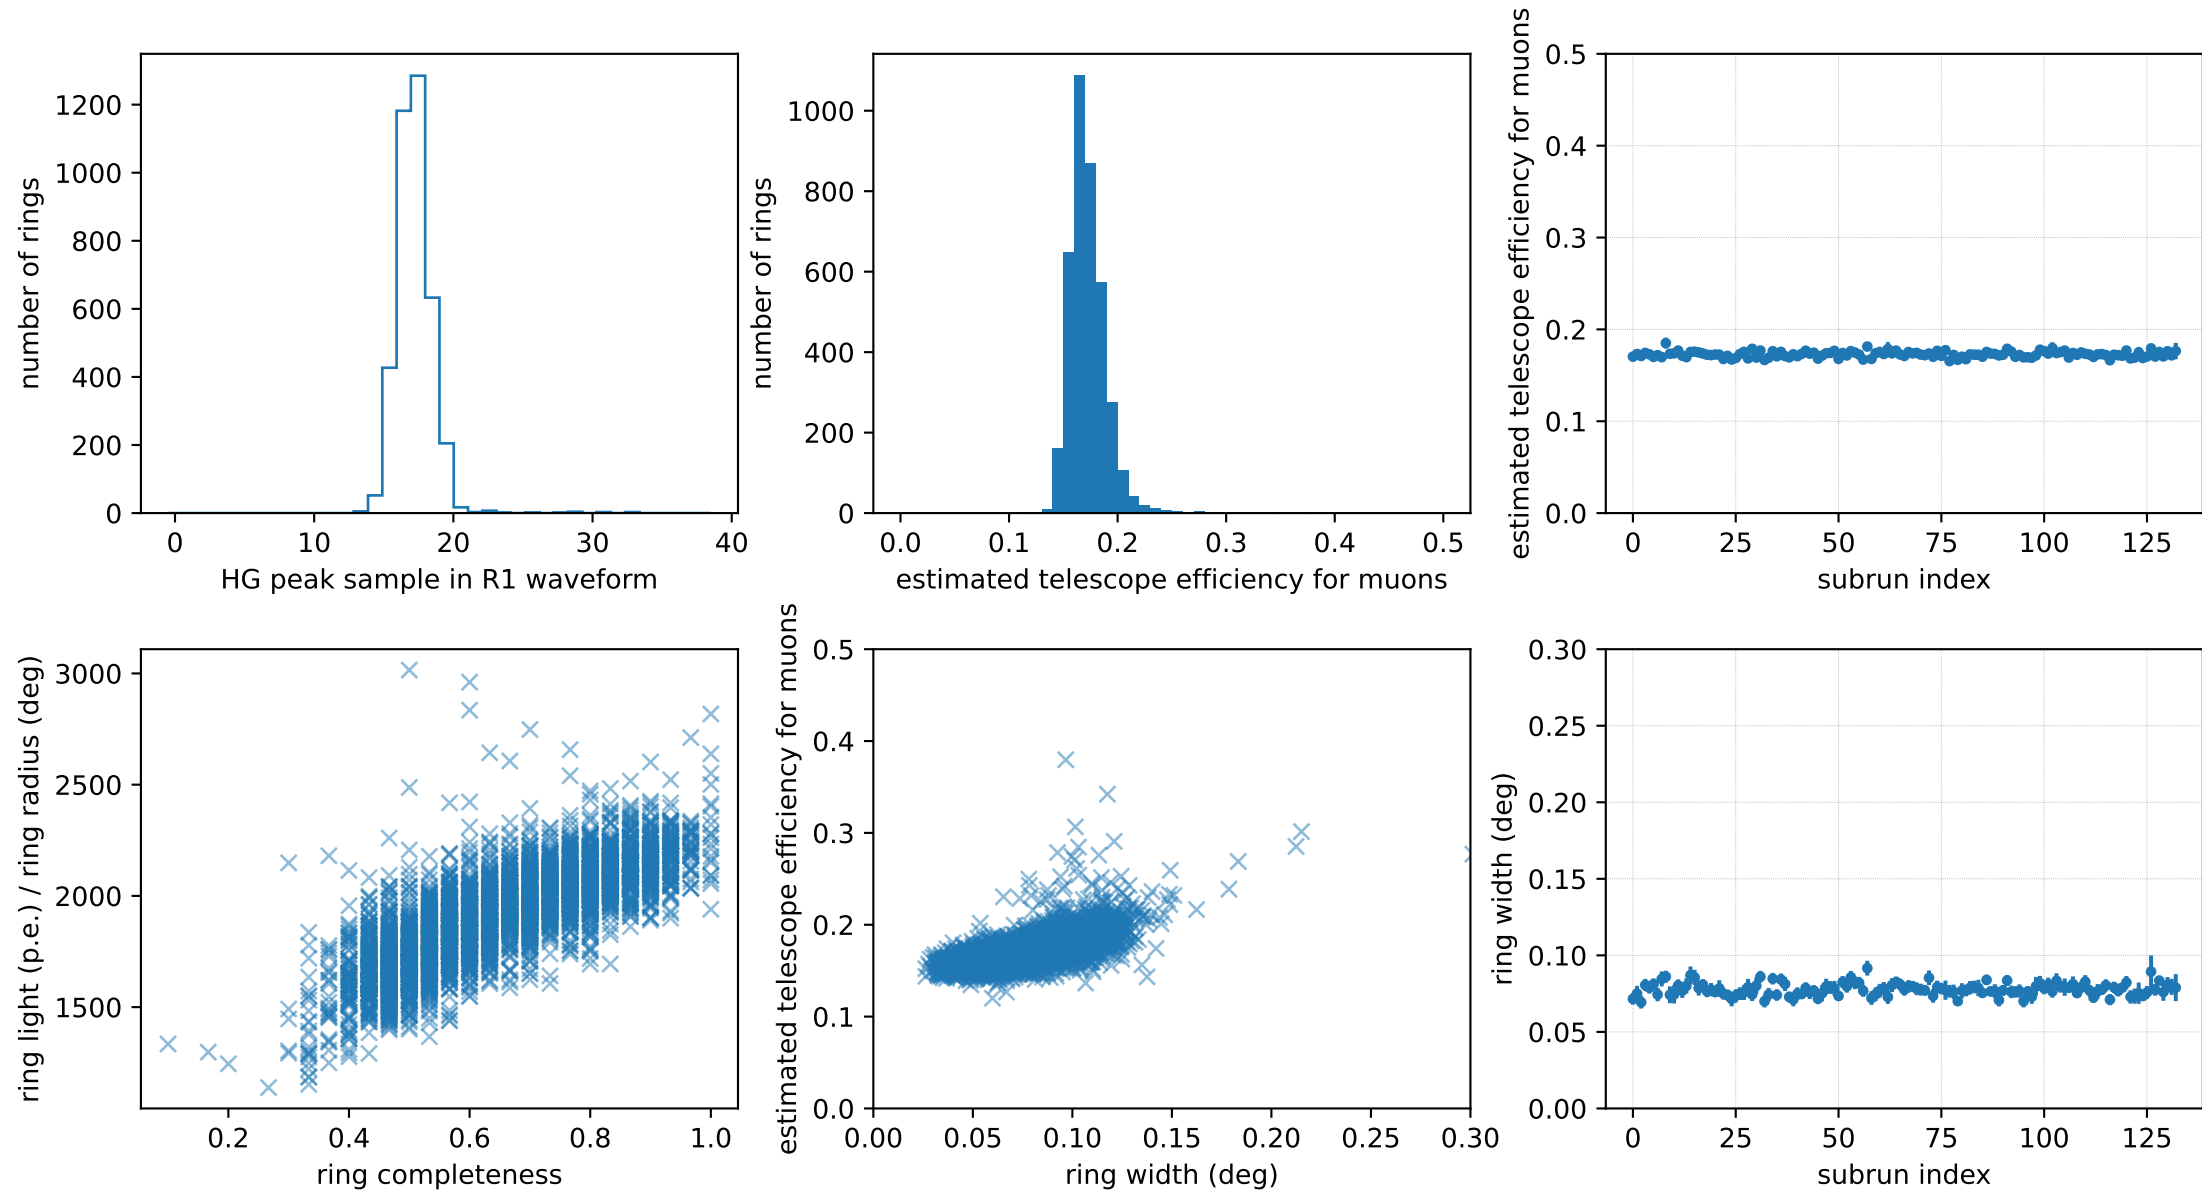 number of rings
1200
1000
800
600
400
200
0
0 10 20 30 40
HG peak sample in R1 waveform
number of rings
1000
800
600
400
200
0
0.0 0.1 0.2 0.3 0.4 0.5
estimated telescope efficiency for muons
estimated telescope efficiency for muons
0.5
0.4
0.3
0.2
0.1
0.0
0 25 50 75 100 125
subrun index
ring light (p.e.) / ring radius (deg)
3000
2500
2000
1500
0.2 0.4 0.6 0.8 1.0
ring completeness
estimated telescope efficiency for muons
0.5
0.4
0.3
0.2
0.1
0.0
0.00 0.05 0.10 0.15 0.20 0.25 0.30
ring width (deg)
ring width (deg)
0.30
0.25
0.20
0.15
0.10
0.05
0.00
0 25 50 75 100 125
subrun index